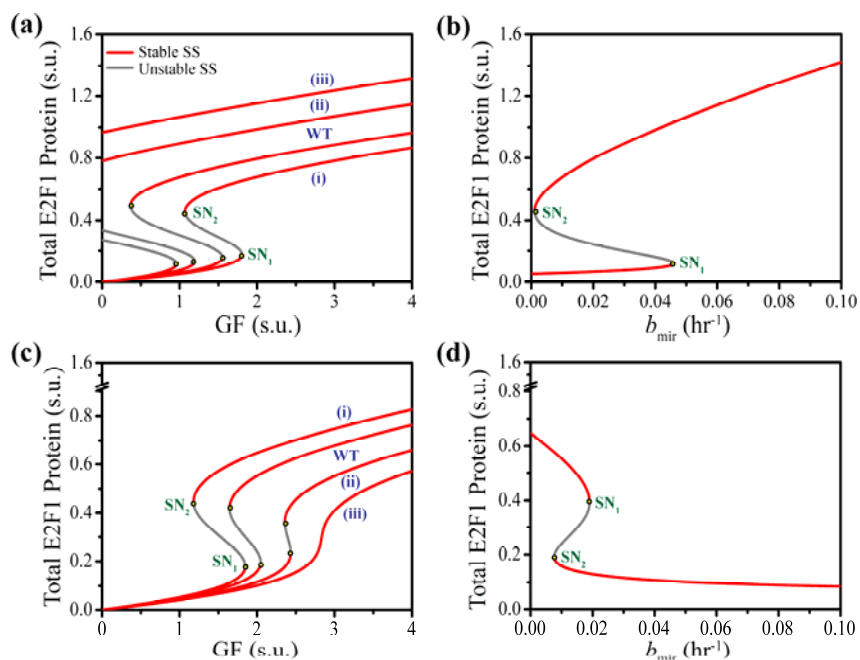 (a)
1.6
1.2
0.8
0.4
0.0
Total E2F1 Protein (s.u.)
Stable SS
Unstable SS
(iii)
(ii)
WT
(i)
SN2
SN1
0 1 2 3 4
GF (s.u.)
(b)
1.6
1.2
0.8
0.4
0.0
Total E2F1 Protein (s.u.)
SN2
SN1
0.00 0.02 0.04 0.06 0.08 0.10
bmir (hr-1)
(c)
1.6
0.8
0.6
0.4
0.2
0.0
Total E2F1 Protein (s.u.)
(i)
WT
(ii)
(iii)
SN2
SN1
0 1 2 3 4
GF (s.u.)
(d)
1.6
0.8
0.6
0.4
0.2
0.0
Total E2F1 Protein (s.u.)
SN1
SN2
0.00 0.02 0.04 0.06 0.08 0.10
bmir (hr-1)